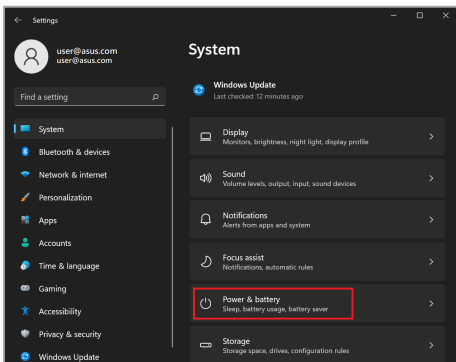 Settings
user@asus.com
user@asus.com
Find a setting
System
Bluetooth & devices
Network & internet
Personalization
Apps
Accounts
Time & language
Gaming
Accessibility
Privacy & security
Windows Update
System
Windows Update
Last checked: 12 minutes ago
Display
Monitors, brightness, night light, display profile
Sound
Volume levels, output, input, sound devices
Notifications
Alerts from apps and system
Focus assist
Notifications, automatic rules
Power & battery
Sleep, battery usage, battery saver
Storage
Storage space, drives, configuration rules